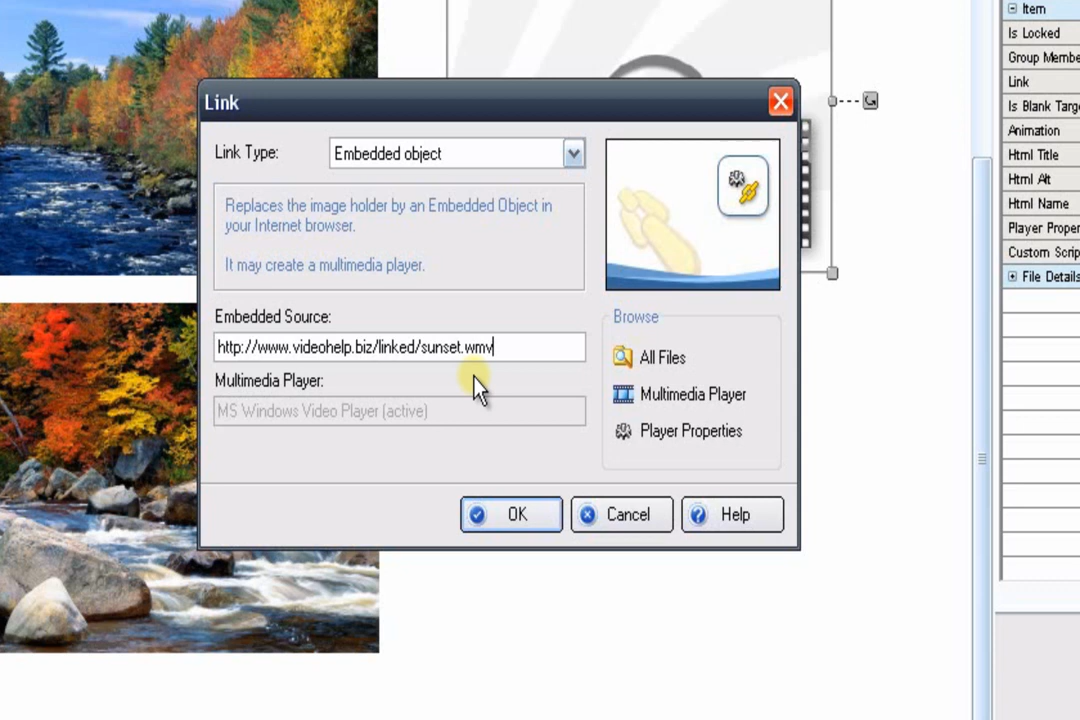 Link
Link Type:
Embedded object
Replaces the image holder by an Embedded Object in
your Internet browser.
It may create a multimedia player.
Embedded Source:
http://www.videohelp.biz/linked/sunset.wmv
Multimedia Player:
MS Windows Video Player (active)
Browse
All Files
Multimedia Player
Player Properties
OK
Cancel
Help
Item
Is Locked
Group Membe
Link
Is Blank Targ
Animation
Html Title
Html Alt
Html Name
Player Proper
Custom Scrip
File Details